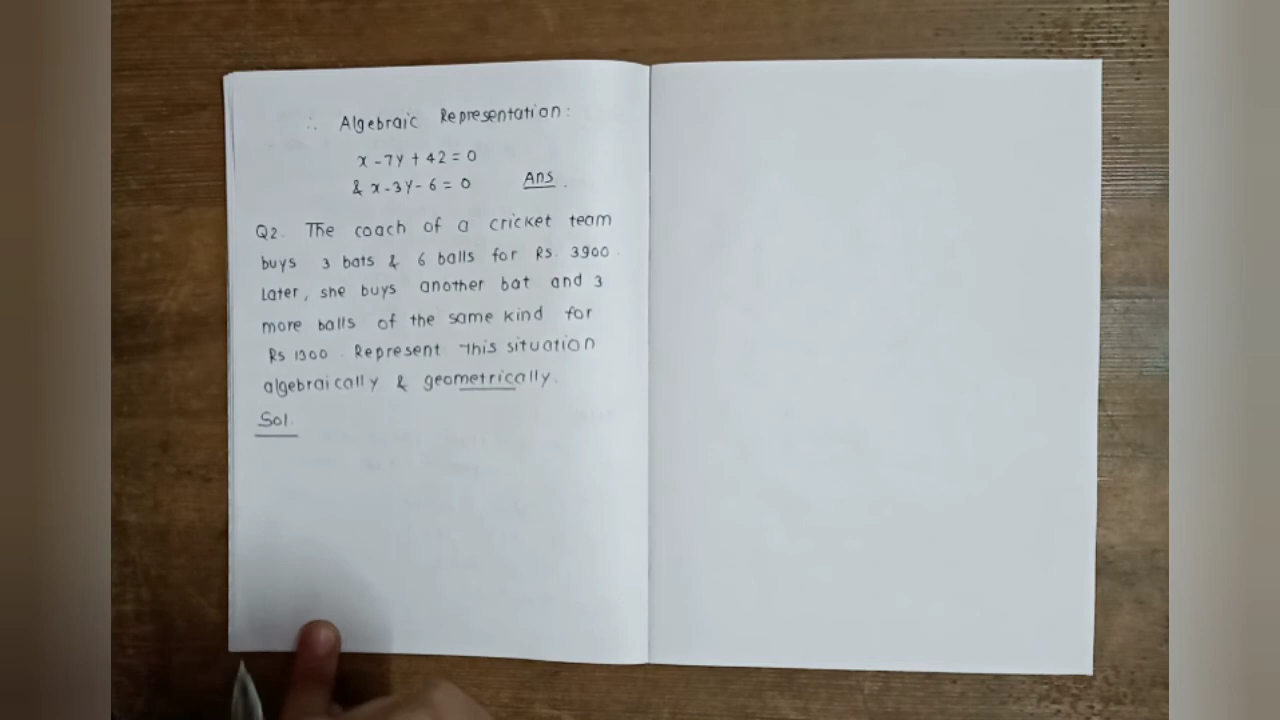 ∴ Algebraic Representation:
x - 7y + 42 = 0
& x - 3y - 6 = 0 Ans.
Q2. The coach of a cricket team
buys 3 bats & 6 balls for Rs. 3900.
Later, she buys another bat and 3
more balls of the same kind for
Rs 1300. Represent this situation
algebraically & geometrically.
Sol.